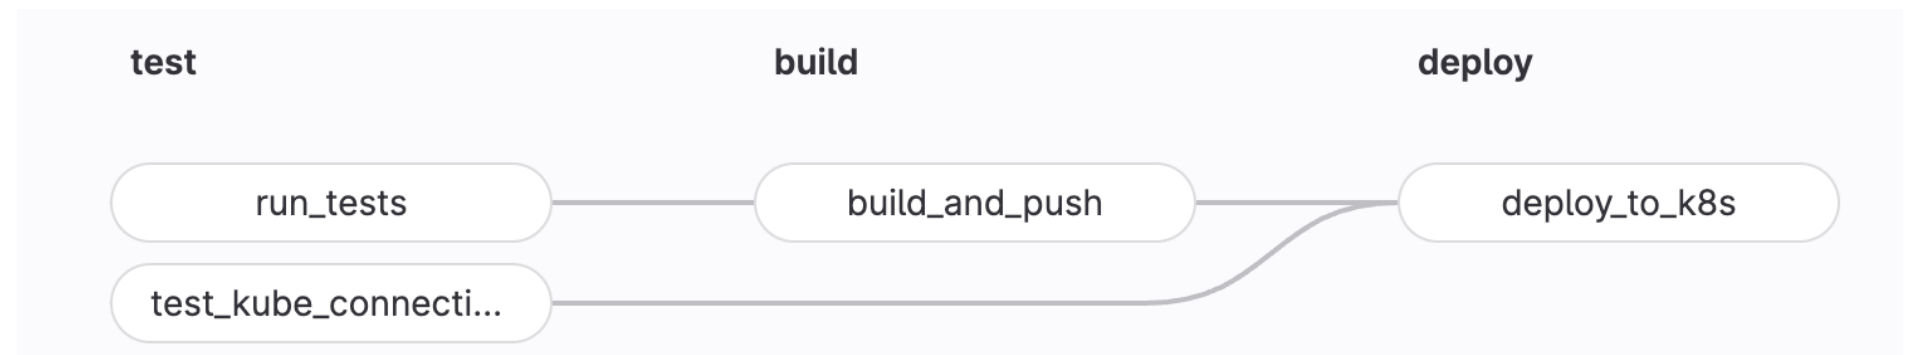 test build deploy
run_tests build_and_push deploy_to_k8s
test_kube_connecti...